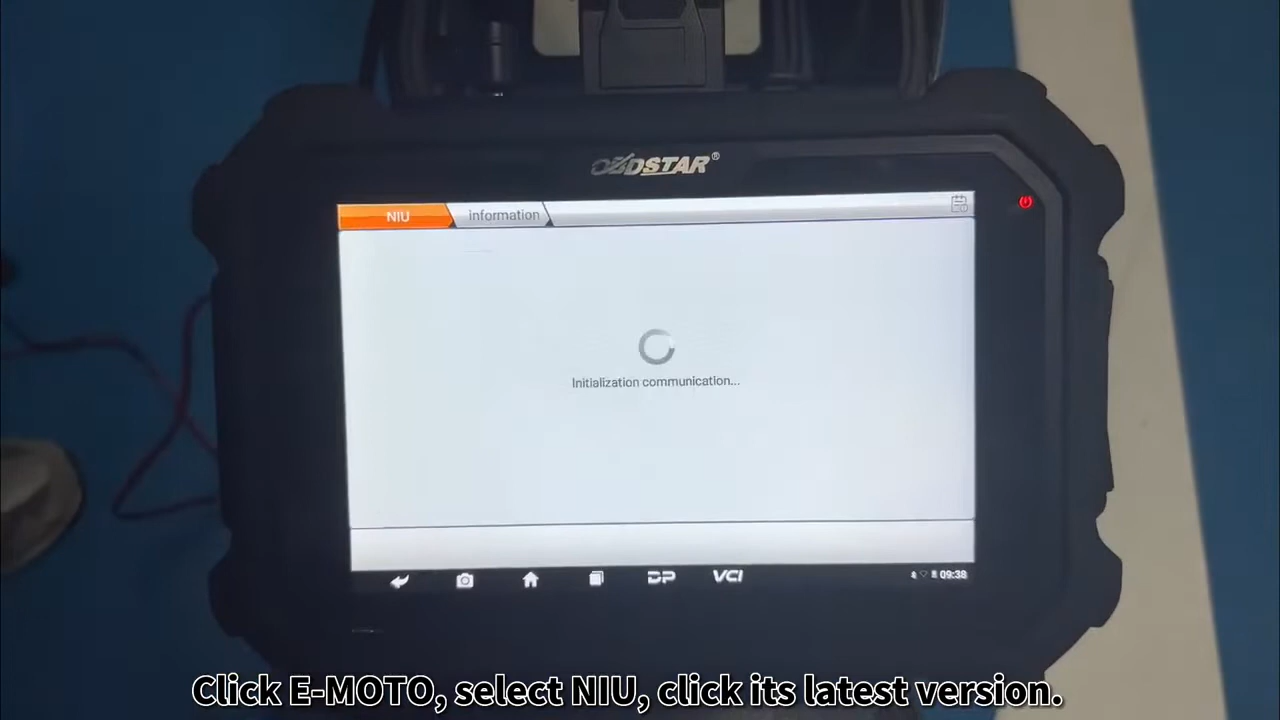 OBDSTAR®
NIU
information
Initialization communication...
DP
VCI
09:38
Click E-MOTO, select NIU, click its latest version.